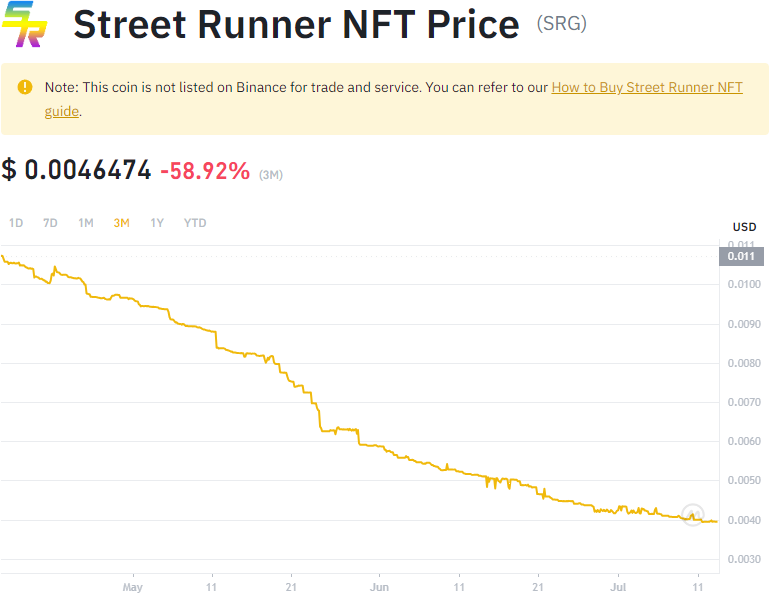 SR
Street Runner NFT Price (SRG)
Note: This coin is not listed on Binance for trade and service. You can refer to our How to Buy Street Runner NFT
guide.
$ 0.0046474 -58.92% (3M)
1D 7D 1M 3M 1Y YTD
USD
0.011
0.011
0.0100
0.0090
0.0080
0.0070
0.0060
0.0050
0.0040
0.0030
May 11 21 Jun 11 21 Jul 11